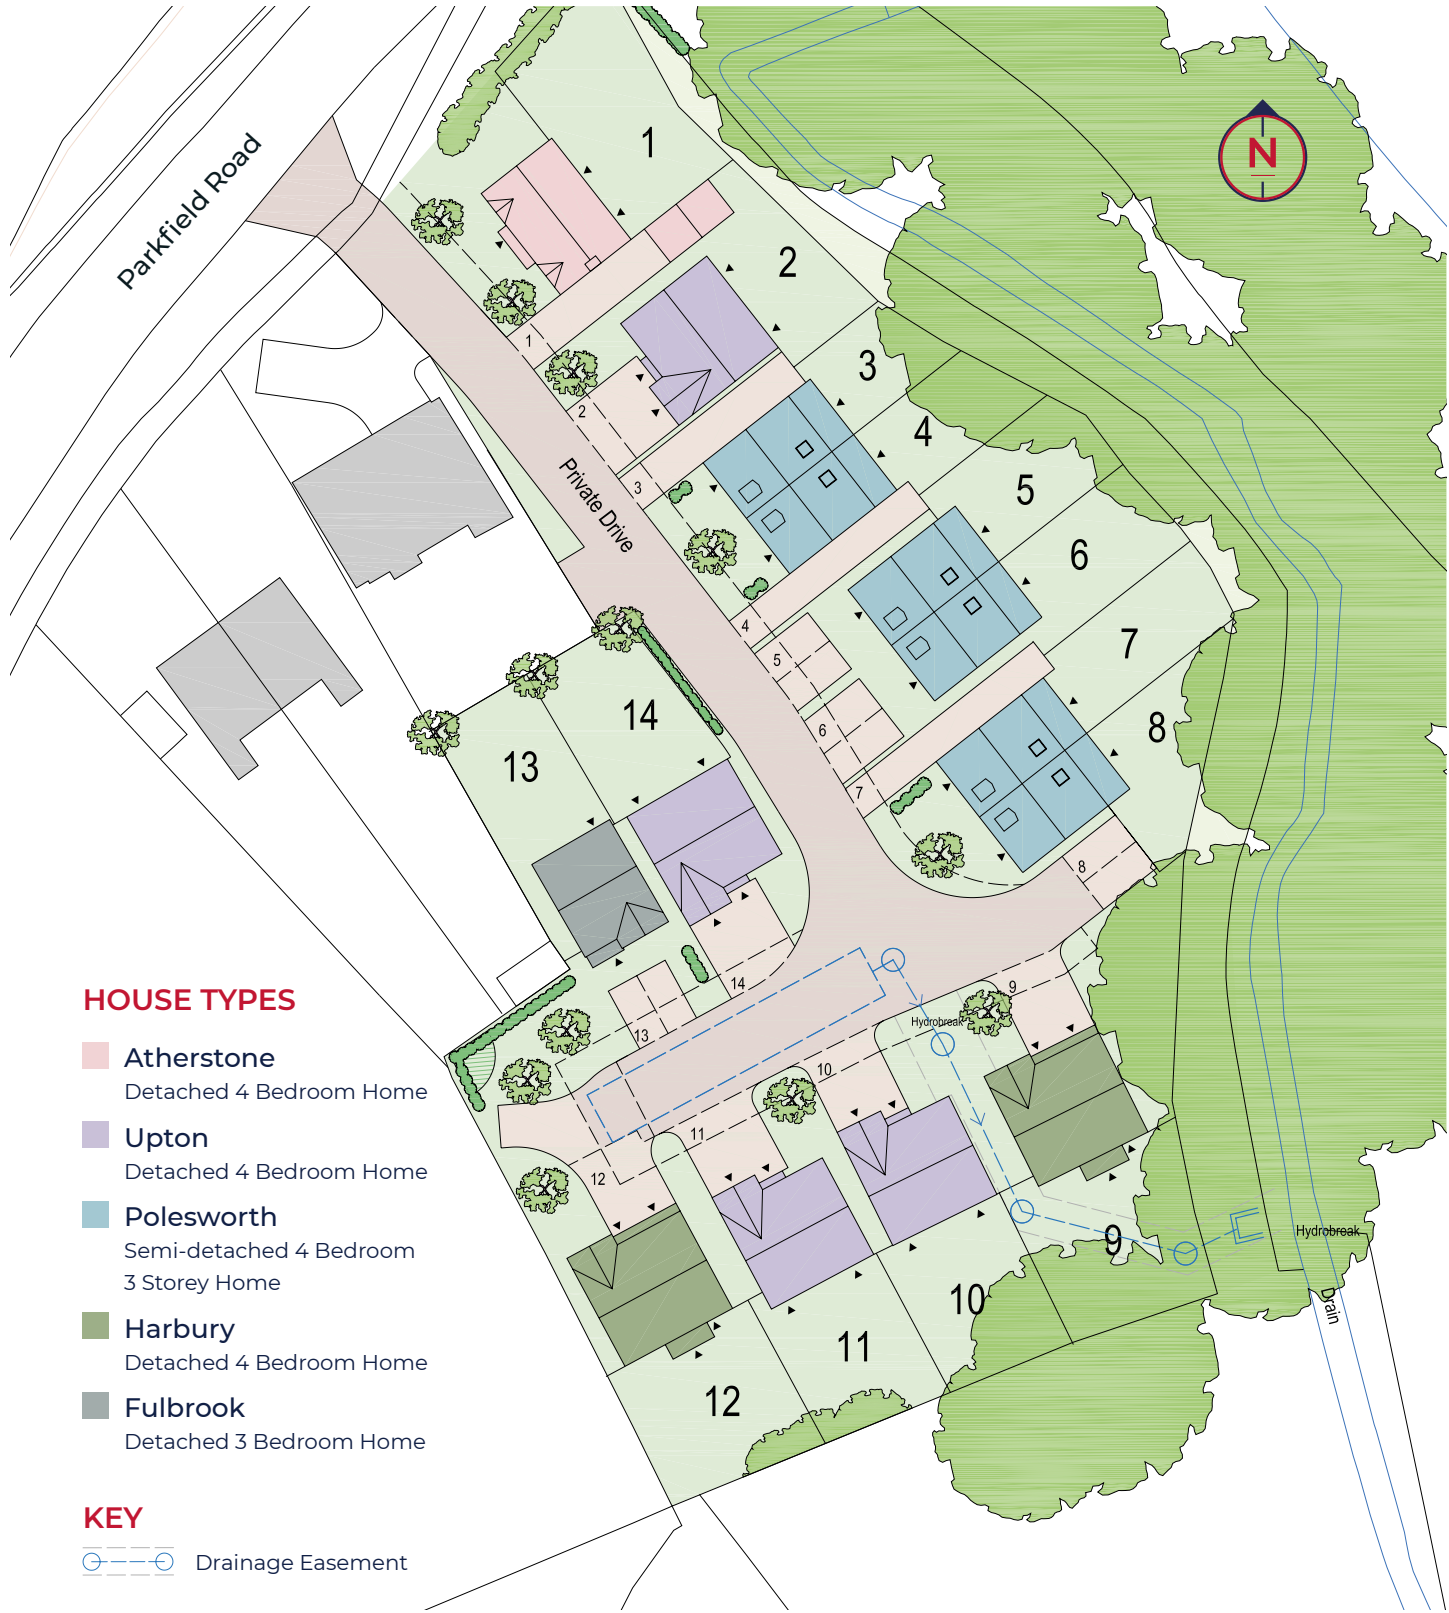 Parkfield Road
N
1
2
3
4
5
6
7
8
9
10
11
12
13
14
1
2
3
4
5
6
7
8
9
10
11
12
13
14
Private Drive
Hydrobreak
Hydrobreak
Drain
HOUSE TYPES
Atherstone
Detached 4 Bedroom Home
Upton
Detached 4 Bedroom Home
Polesworth
Semi-detached 4 Bedroom
3 Storey Home
Harbury
Detached 4 Bedroom Home
Fulbrook
Detached 3 Bedroom Home
KEY
Drainage Easement